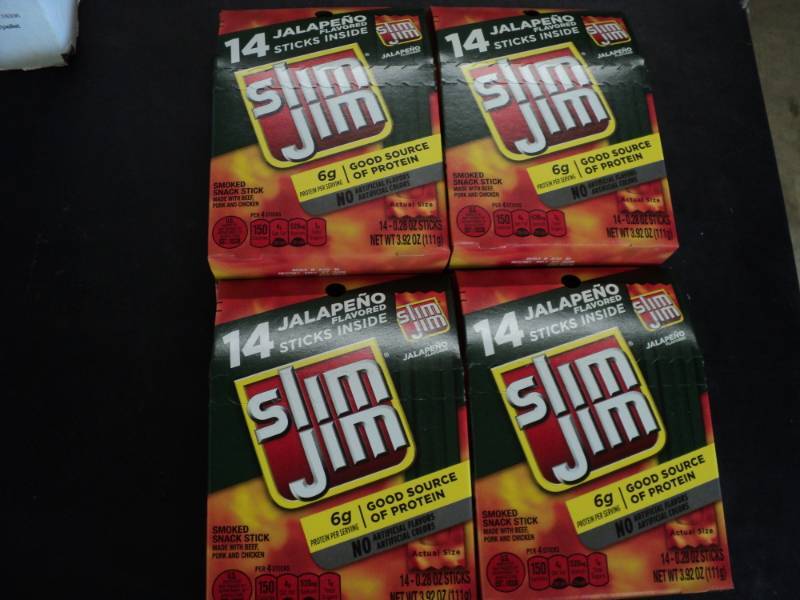 14 JALAPEÑO
FLAVORED
STICKS INSIDE
slim
jim
JALAPEÑO
slim
jim
6g PROTEIN PER SERVING
GOOD SOURCE
OF PROTEIN
NO ARTIFICIAL FLAVORS
ARTIFICIAL COLORS
SMOKED
SNACK STICK
MADE WITH BEEF,
PORK AND CHICKEN
Actual Size
PER 4 STICKS
150
14 - 0.28 OZ STICKS
NET WT 3.92 OZ (111g)
14 JALAPEÑO
FLAVORED
STICKS INSIDE
slim
jim
JALAPEÑO
slim
jim
6g PROTEIN PER SERVING
GOOD SOURCE
OF PROTEIN
NO ARTIFICIAL FLAVORS
ARTIFICIAL COLORS
SMOKED
SNACK STICK
MADE WITH BEEF,
PORK AND CHICKEN
Actual Size
PER 4 STICKS
150
14 - 0.28 OZ STICKS
NET WT 3.92 OZ (111g)
14 JALAPEÑO
FLAVORED
STICKS INSIDE
slim
jim
JALAPEÑO
slim
jim
6g PROTEIN PER SERVING
GOOD SOURCE
OF PROTEIN
NO ARTIFICIAL FLAVORS
ARTIFICIAL COLORS
SMOKED
SNACK STICK
MADE WITH BEEF,
PORK AND CHICKEN
Actual Size
PER 4 STICKS
150
14 - 0.28 OZ STICKS
NET WT 3.92 OZ (111g)
14 JALAPEÑO
FLAVORED
STICKS INSIDE
slim
jim
JALAPEÑO
slim
jim
6g PROTEIN PER SERVING
GOOD SOURCE
OF PROTEIN
NO ARTIFICIAL FLAVORS
ARTIFICIAL COLORS
SMOKED
SNACK STICK
MADE WITH BEEF,
PORK AND CHICKEN
Actual Size
PER 4 STICKS
150
14 - 0.28 OZ STICKS
NET WT 3.92 OZ (111g)